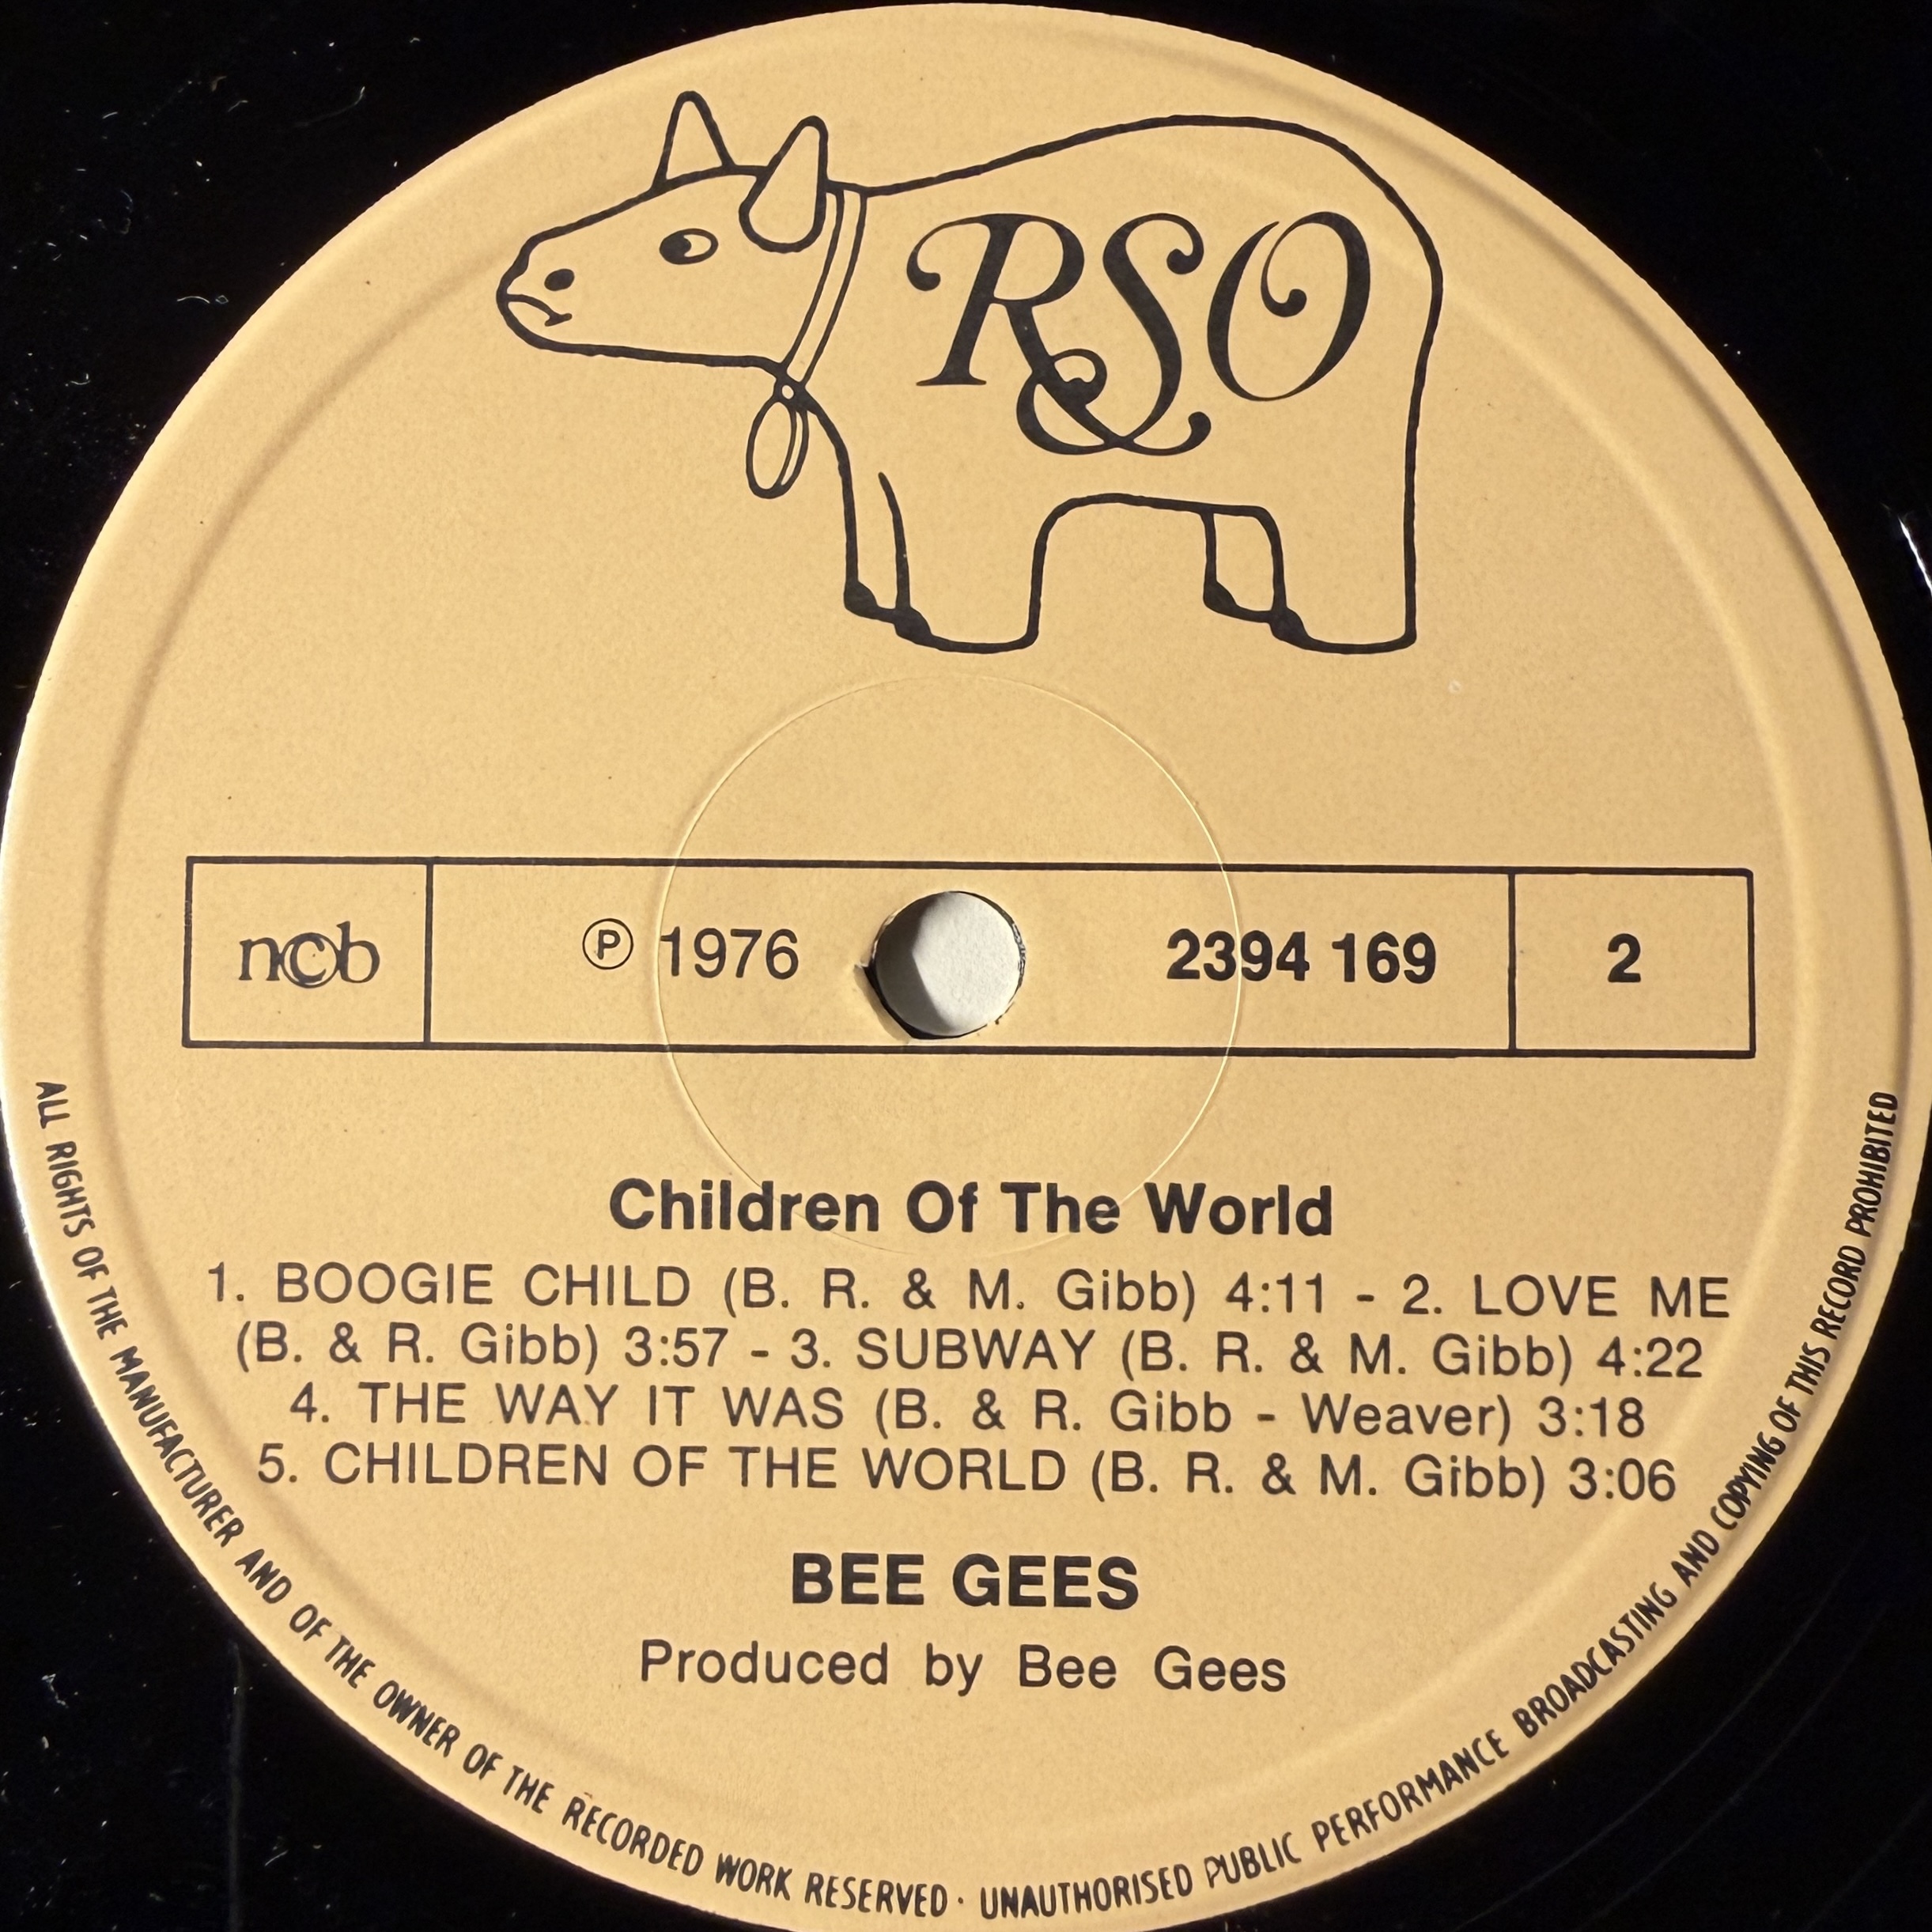 RSO
ncb
℗ 1976
2394 169
2
Children Of The World
1. BOOGIE CHILD (B. R. & M. Gibb) 4:11 - 2. LOVE ME
(B. & R. Gibb) 3:57 - 3. SUBWAY (B. R. & M. Gibb) 4:22
4. THE WAY IT WAS (B. & R. Gibb - Weaver) 3:18
5. CHILDREN OF THE WORLD (B. R. & M. Gibb) 3:06
BEE GEES
Produced by Bee Gees
ALL RIGHTS OF THE MANUFACTURER AND OF THE OWNER OF THE RECORDED WORK RESERVED · UNAUTHORISED PUBLIC PERFORMANCE BROADCASTING AND COPYING OF THIS RECORD PROHIBITED